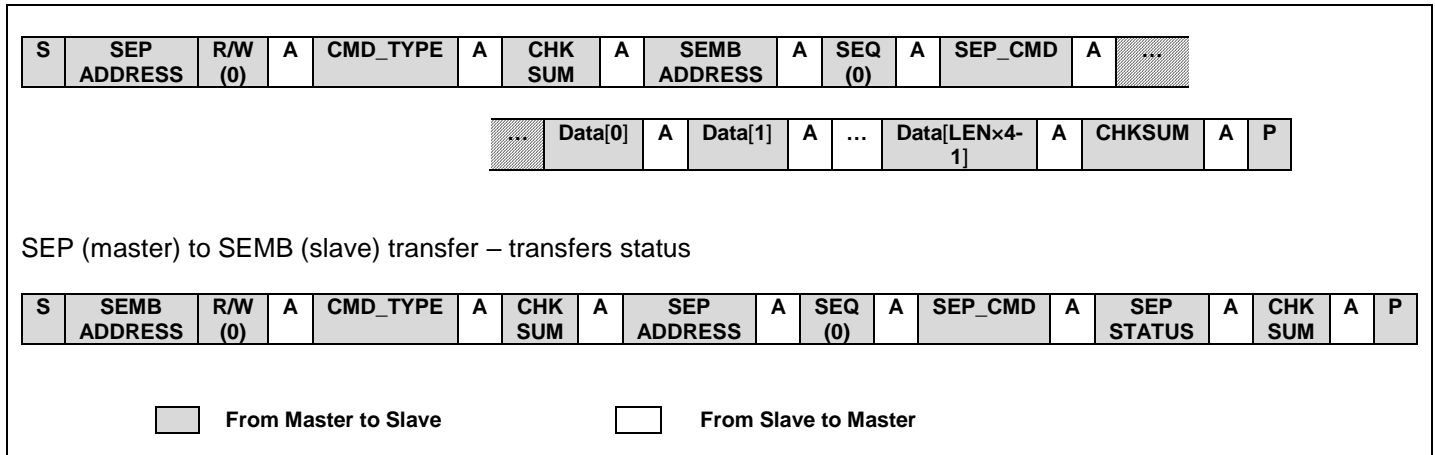 S SEP R/W A CMD_TYPE A CHK A SEMB A SEQ A SEP_CMD A …
ADDRESS (0) SUM ADDRESS (0)
… Data[0] A Data[1] A … Data[LEN×4- A CHKSUM A P
1]
SEP (master) to SEMB (slave) transfer – transfers status
S SEMB R/W A CMD_TYPE A CHK A SEP A SEQ A SEP_CMD A SEP A CHK A P
ADDRESS (0) SUM ADDRESS (0) STATUS SUM
From Master to Slave From Slave to Master